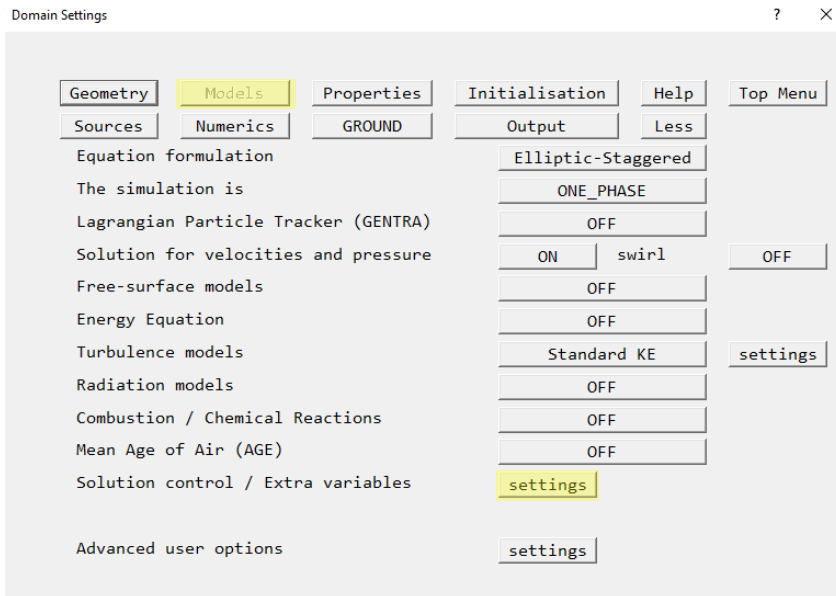 Domain Settings ? ×
Geometry Models Properties Initialisation Help Top Menu
Sources Numerics GROUND Output Less
Equation formulation Elliptic-Staggered
The simulation is ONE_PHASE
Lagrangian Particle Tracker (GENTRA) OFF
Solution for velocities and pressure ON swirl OFF
Free-surface models OFF
Energy Equation OFF
Turbulence models Standard KE settings
Radiation models OFF
Combustion / Chemical Reactions OFF
Mean Age of Air (AGE) OFF
Solution control / Extra variables settings
Advanced user options settings